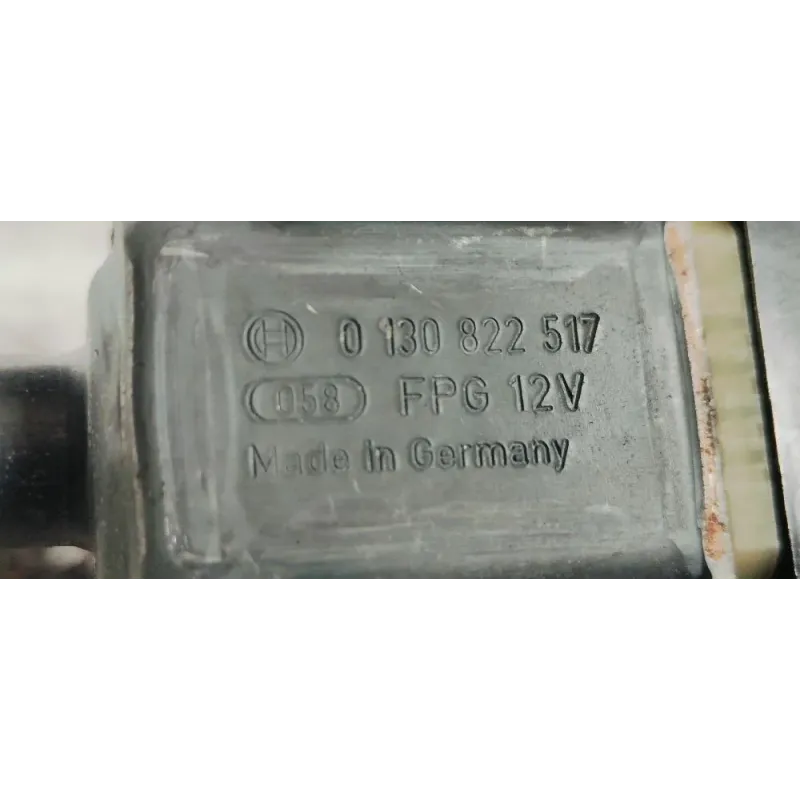 0 130 822 517
058 FPG 12V
Made in Germany